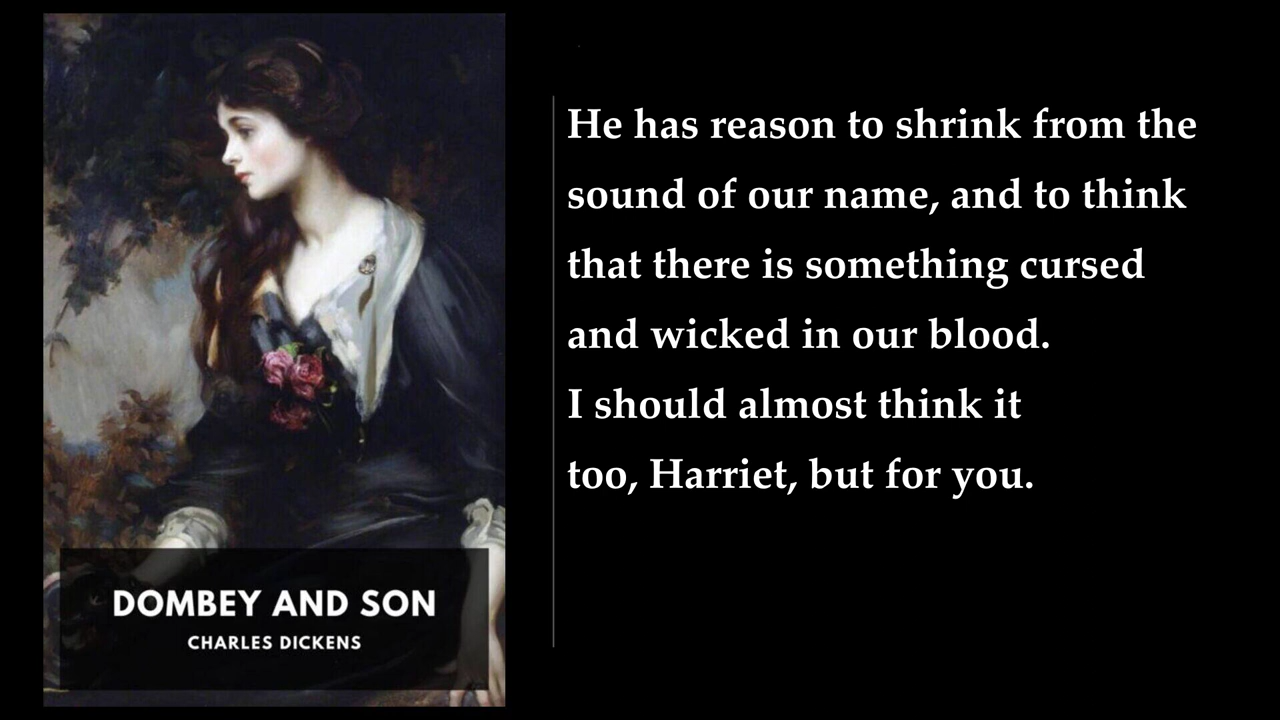 He has reason to shrink from the
sound of our name, and to think
that there is something cursed
and wicked in our blood.
I should almost think it
too, Harriet, but for you.
DOMBEY AND SON
CHARLES DICKENS